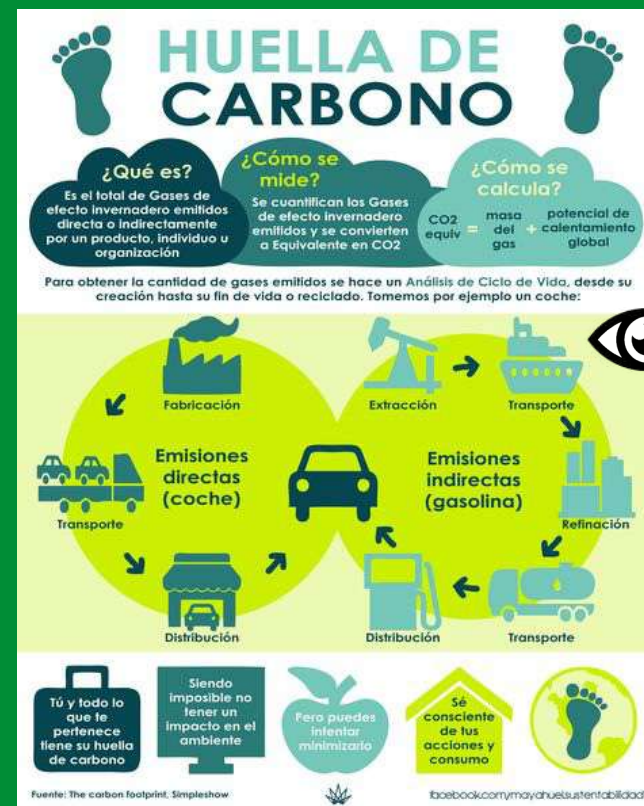 HUELLA DE
CARBONO
¿Qué es?
Es el total de Gases de
efecto invernadero emitidos
directa o indirectamente
por un producto, individuo u
organización
¿Cómo se
mide?
Se cuantifican los Gases
de efecto invernadero
emitidos y se convierten
a Equivalente en CO2
¿Cómo se
calcula?
CO2
equiv
=
masa
del
gas
+
potencial de
calentamiento
global
Para obtener la cantidad de gases emitidos se hace un Análisis de Ciclo de Vida, desde su
creación hasta su fin de vida o reciclado. Tomemos por ejemplo un coche:
Fabricación
Extracción
Transporte
Emisiones
directas
(coche)
Emisiones
indirectas
(gasolina)
Transporte
Refinación
Distribución
Distribución
Transporte
Tú y todo lo
que te
pertenece
tiene su huella
de carbono
Siendo
imposible no
tener un
impacto en el
ambiente
Pero puedes
intentar
minimizarlo
Sé
consciente
de tus
acciones y
consumo
Fuente: The carbon footprint, Simpleshow
facebook.com/mayahuelsustentabilidad